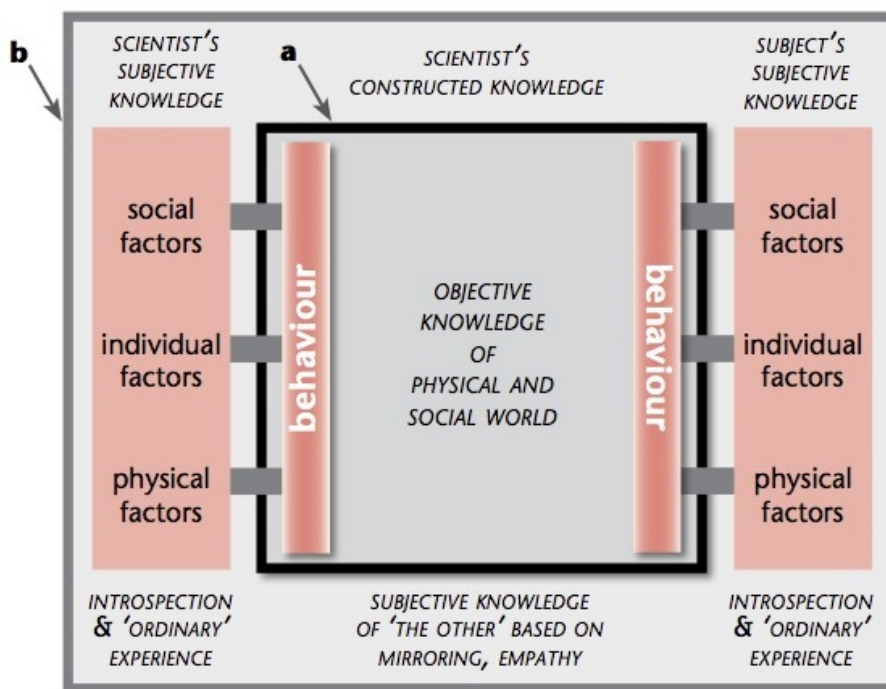 b
SCIENTIST'S
SUBJECTIVE
KNOWLEDGE
a
SCIENTIST'S
CONSTRUCTED KNOWLEDGE
SUBJECT'S
SUBJECTIVE
KNOWLEDGE
social
factors
individual
factors
physical
factors
behaviour
OBJECTIVE
KNOWLEDGE
OF
PHYSICAL AND
SOCIAL WORLD
behaviour
social
factors
individual
factors
physical
factors
INTROSPECTION
& 'ORDINARY'
EXPERIENCE
SUBJECTIVE KNOWLEDGE
OF 'THE OTHER' BASED ON
MIRRORING, EMPATHY
INTROSPECTION
& 'ORDINARY'
EXPERIENCE